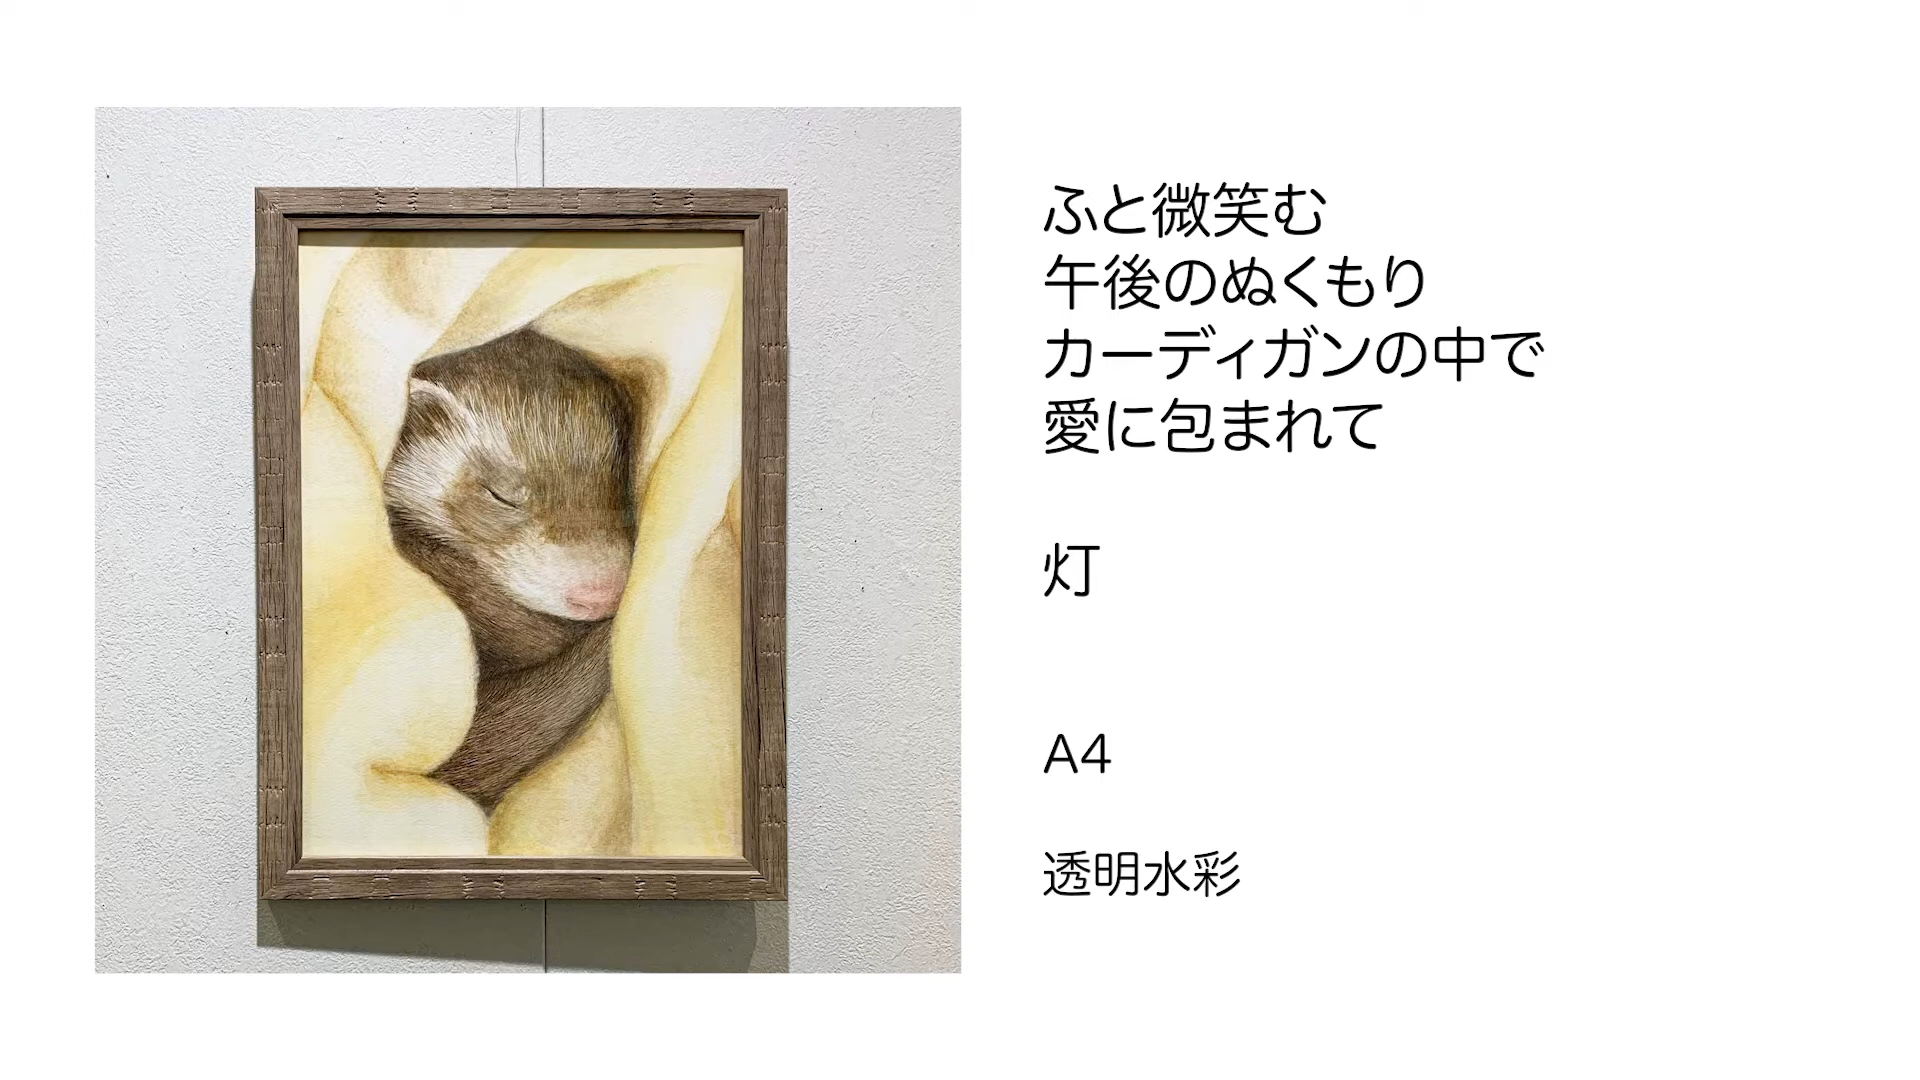 ふと微笑む
午後のぬくもり
カーディガンの中で
愛に包まれて
灯
A4
透明水彩